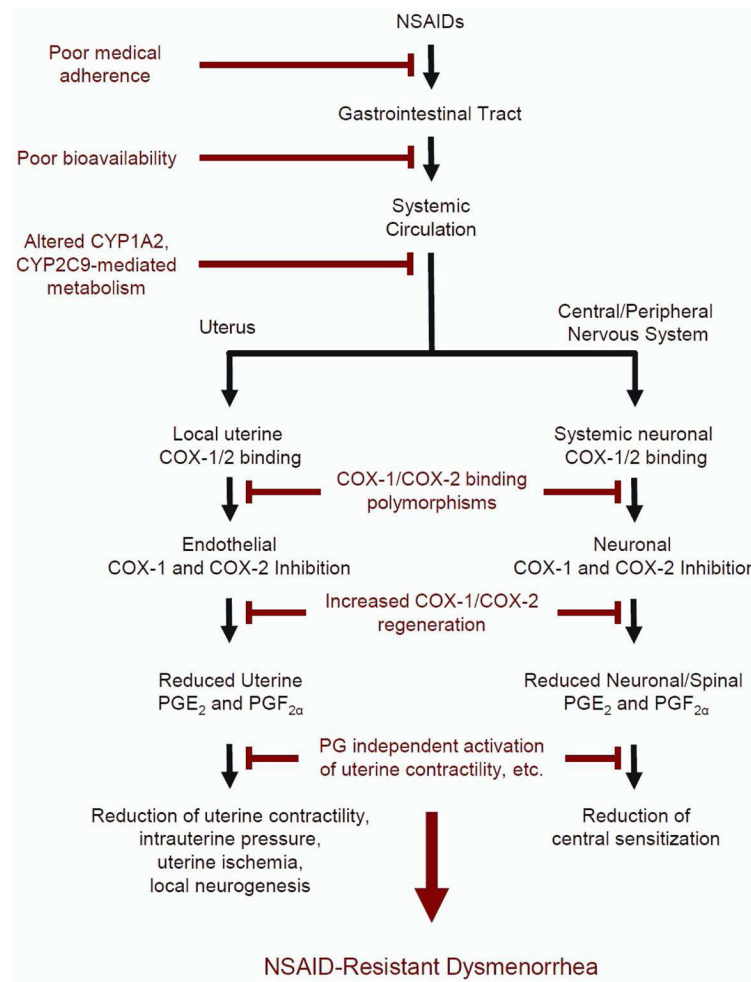 NSAIDs
Poor medical
adherence
Gastrointestinal Tract
Poor bioavailability
Systemic
Circulation
Altered CYP1A2,
CYP2C9-mediated
metabolism
Uterus
Central/Peripheral
Nervous System
Local uterine
COX-1/2 binding
Systemic neuronal
COX-1/2 binding
COX-1/COX-2 binding
polymorphisms
Endothelial
COX-1 and COX-2 Inhibition
Neuronal
COX-1 and COX-2 Inhibition
Increased COX-1/COX-2
regeneration
Reduced Uterine
PGE₂ and PGF₂α
Reduced Neuronal/Spinal
PGE₂ and PGF₂α
PG independent activation
of uterine contractility, etc.
Reduction of uterine contractility,
intrauterine pressure,
uterine ischemia,
local neurogenesis
Reduction of
central sensitization
NSAID-Resistant Dysmenorrhea